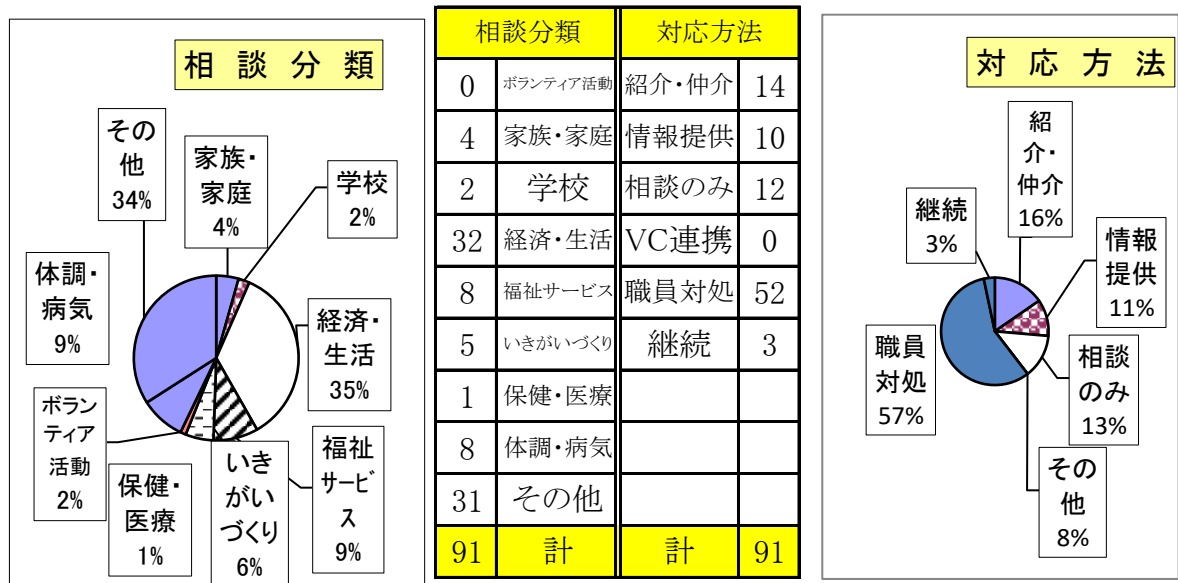 相談分類
その
他
34%
家族・
家庭
4%
学校
2%
体調・
病気
9%
経済・
生活
35%
ボラン
ティア
活動
2%
保健・
医療
1%
いき
がい
づくり
6%
福祉
サービ
ス
9%
相談分類 対応方法
0 ボランティア活動 紹介・仲介 14
4 家族・家庭 情報提供 10
2 学校 相談のみ 12
32 経済・生活 VC連携 0
8 福祉サービス 職員対処 52
5 いきがいづくり 継続 3
1 保健・医療
8 体調・病気
31 その他
91 計 計 91
対応方法
紹
介・
仲介
16%
継続
3%
情報
提供
11%
職員
対処
57%
相談
のみ
13%
その
他
8%